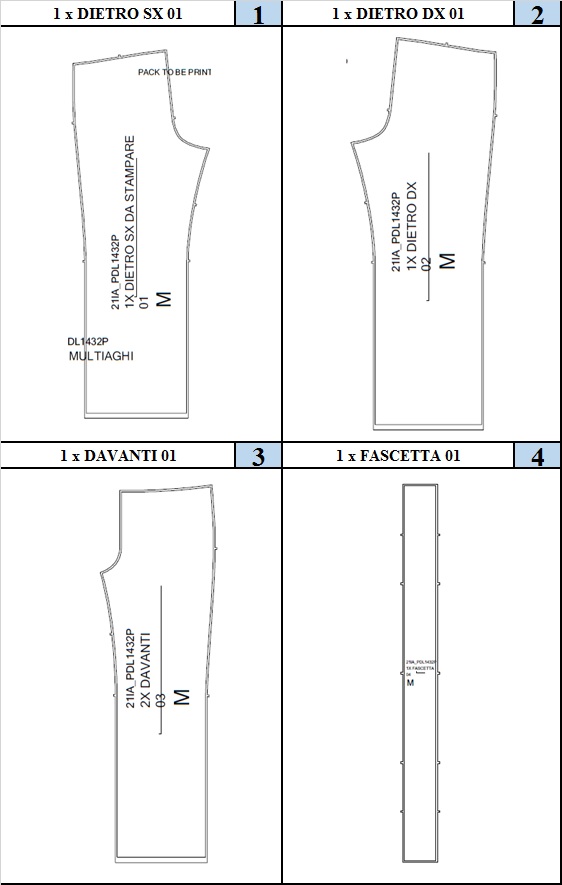 1 x DIETRO SX 01
1
PACK TO BE PRINT
21IA_PDL1432P
1X DIETRO SX DA STAMPARE
01
M
DL1432P
MULTIAGHI
1 x DIETRO DX 01
2
21IA_PDL1432P
1X DIETRO DX
02
M
1 x DAVANTI 01
3
21IA_PDL1432P
2X DAVANTI
03
M
1 x FASCETTA 01
4
21IA_PDL1432P
1X FASCETTA
04
M